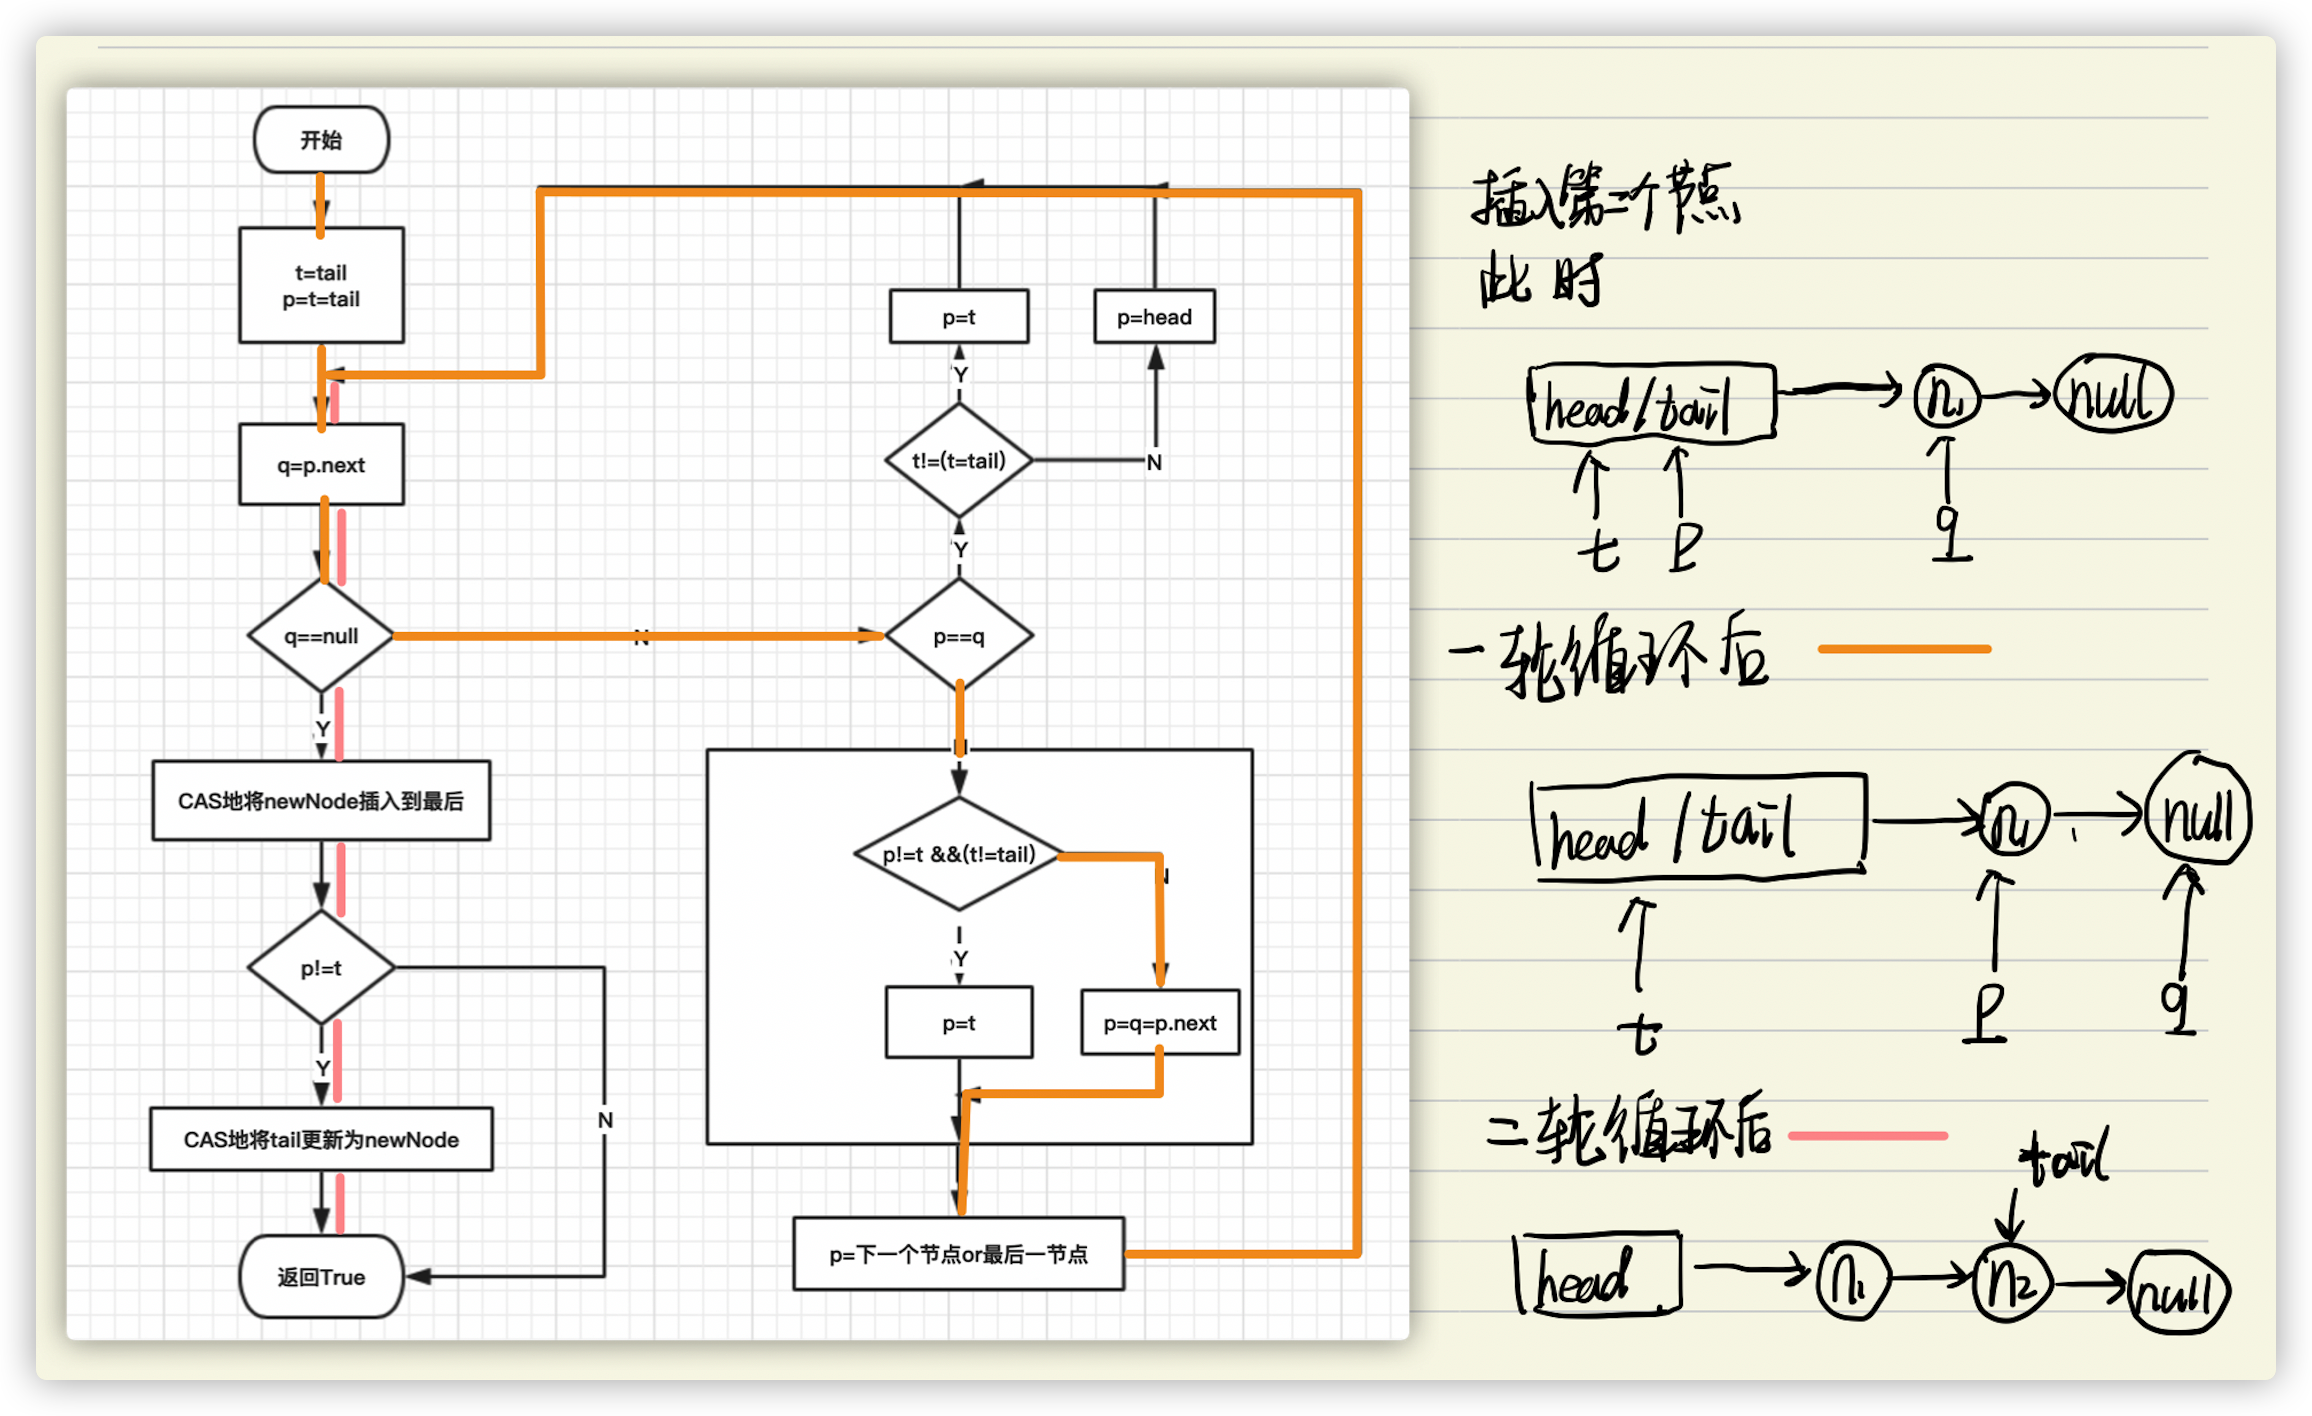 开始
t=tail
p=t=tail
q=p.next
q==null
Y
CAS地将newNode插入到最后
p!=t
Y
N
CAS地将tail更新为newNode
返回True
N
p==q
Y
t!=(t=tail)
Y
N
p=t
p=head
N
p!=t &&(t!=tail)
Y
N
p=t
p=q=p.next
p=下一个节点or最后一节点
插入第二个节点
此时
head/tail
n1
null
t
p
q
一轮循环后
head/tail
n1
null
t
p
q
二轮循环后
tail
head
n1
n2
null